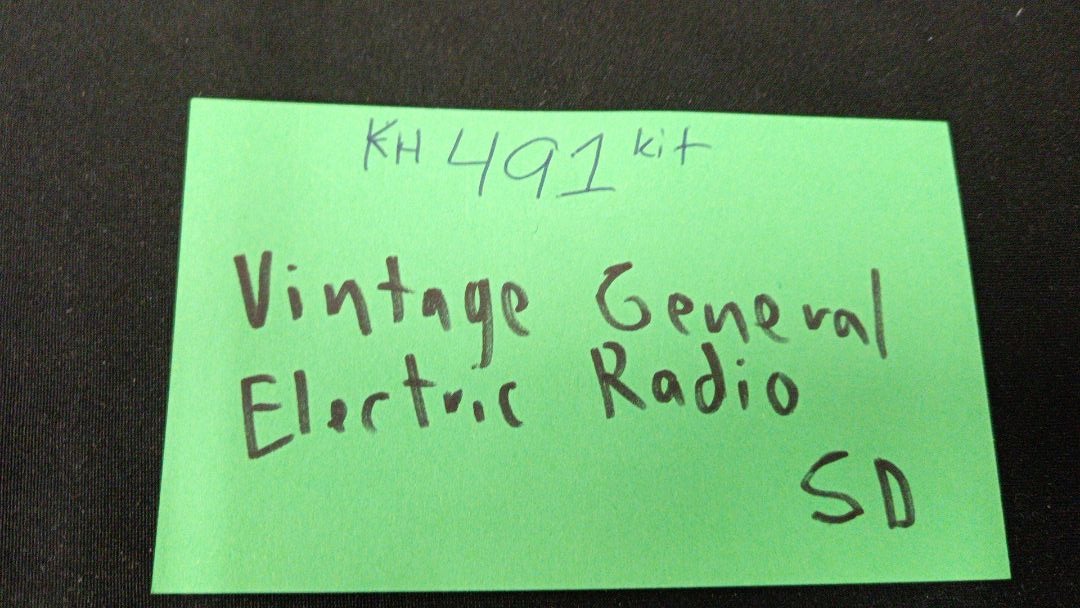 KH 491 kit
Vintage General
Electric Radio
SD